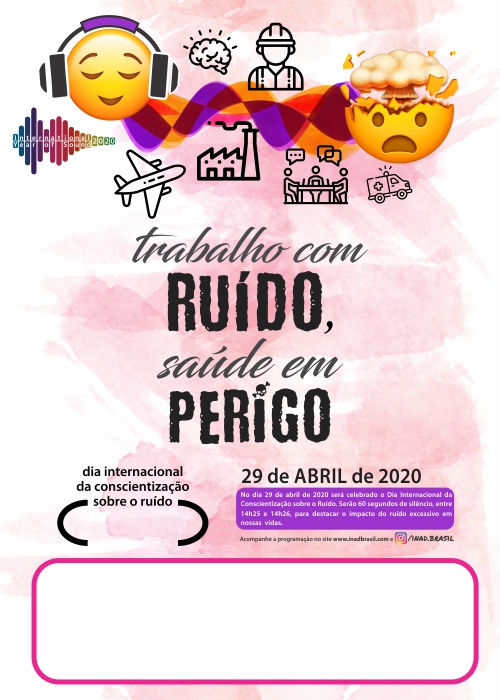 International
Year of Sound 2020
trabalho com
RUÍDO,
saúde em
PERIGO
dia internacional
da conscientização
sobre o ruído
29 de ABRIL de 2020
No dia 29 de abril de 2020 será celebrado o Dia Internacional da
Conscientização sobre o Ruído. Serão 60 segundos de silêncio, entre
14h25 e 14h26, para destacar o impacto do ruído excessivo em
nossas vidas.
Acompanhe a programação no site www.inadbrasil.com e /INAD.BRASIL